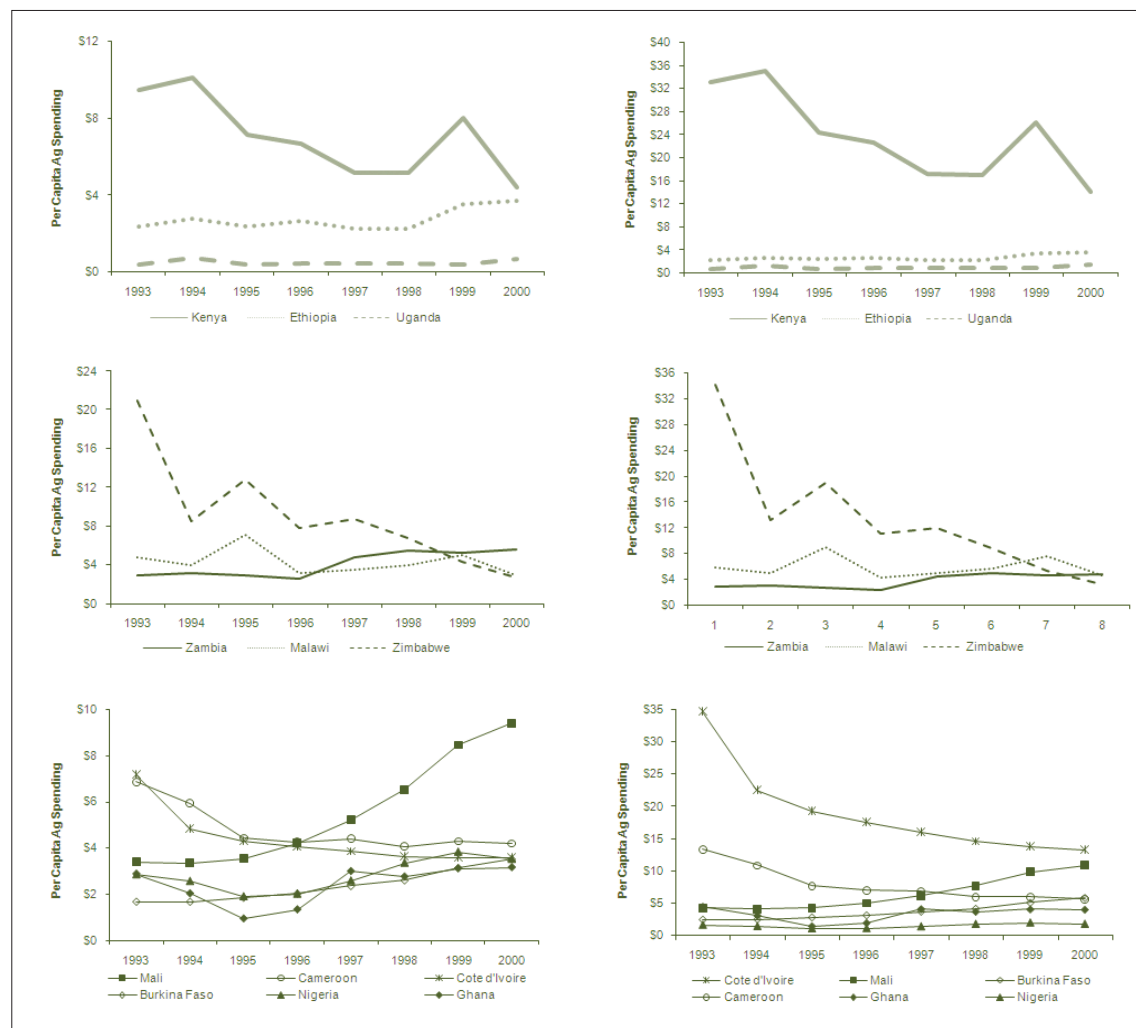 Per Capita Ag Spending
$12
$8
$4
$0
1993 1994 1995 1996 1997 1998 1999 2000
Kenya Ethiopia Uganda
Per Capita Ag Spending
$40
$36
$32
$28
$24
$20
$16
$12
$8
$4
$0
1993 1994 1995 1996 1997 1998 1999 2000
Kenya Ethiopia Uganda
Per Capita Ag Spending
$24
$20
$16
$12
$8
$4
$0
1993 1994 1995 1996 1997 1998 1999 2000
Zambia Malawi Zimbabwe
Per Capita Ag Spending
$36
$32
$28
$24
$20
$16
$12
$8
$4
$0
1 2 3 4 5 6 7 8
Zambia Malawi Zimbabwe
Per Capita Ag Spending
$10
$8
$6
$4
$2
$0
1993 1994 1995 1996 1997 1998 1999 2000
Mali Cameroon Cote d'Ivoire
Burkina Faso Nigeria Ghana
Per Capita Ag Spending
$35
$30
$25
$20
$15
$10
$5
$0
1993 1994 1995 1996 1997 1998 1999 2000
Cote d'Ivoire Mali Burkina Faso
Cameroon Ghana Nigeria